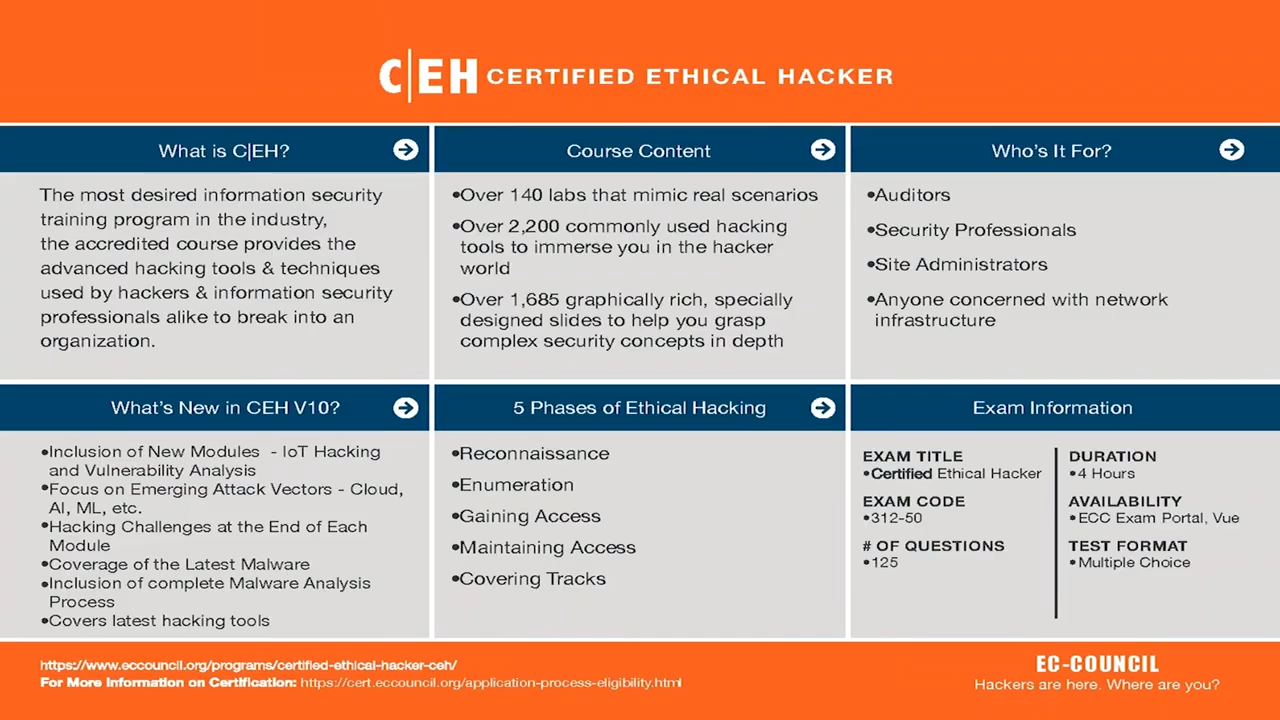 C|EH CERTIFIED ETHICAL HACKER
What is C|EH?
The most desired information security
training program in the industry,
the accredited course provides the
advanced hacking tools & techniques
used by hackers & information security
professionals alike to break into an
organization.
Course Content
•Over 140 labs that mimic real scenarios
•Over 2,200 commonly used hacking
tools to immerse you in the hacker
world
•Over 1,685 graphically rich, specially
designed slides to help you grasp
complex security concepts in depth
Who's It For?
•Auditors
•Security Professionals
•Site Administrators
•Anyone concerned with network
infrastructure
What's New in CEH V10?
•Inclusion of New Modules - IoT Hacking
and Vulnerability Analysis
•Focus on Emerging Attack Vectors - Cloud,
AI, ML, etc.
•Hacking Challenges at the End of Each
Module
•Coverage of the Latest Malware
•Inclusion of complete Malware Analysis
Process
•Covers latest hacking tools
5 Phases of Ethical Hacking
•Reconnaissance
•Enumeration
•Gaining Access
•Maintaining Access
•Covering Tracks
Exam Information
EXAM TITLE
•Certified Ethical Hacker
EXAM CODE
•312-50
# OF QUESTIONS
•125
DURATION
•4 Hours
AVAILABILITY
•ECC Exam Portal, Vue
TEST FORMAT
•Multiple Choice
https://www.eccouncil.org/programs/certified-ethical-hacker-ceh/
For More Information on Certification: https://cert.eccouncil.org/application-process-eligibility.html
EC-COUNCIL
Hackers are here. Where are you?